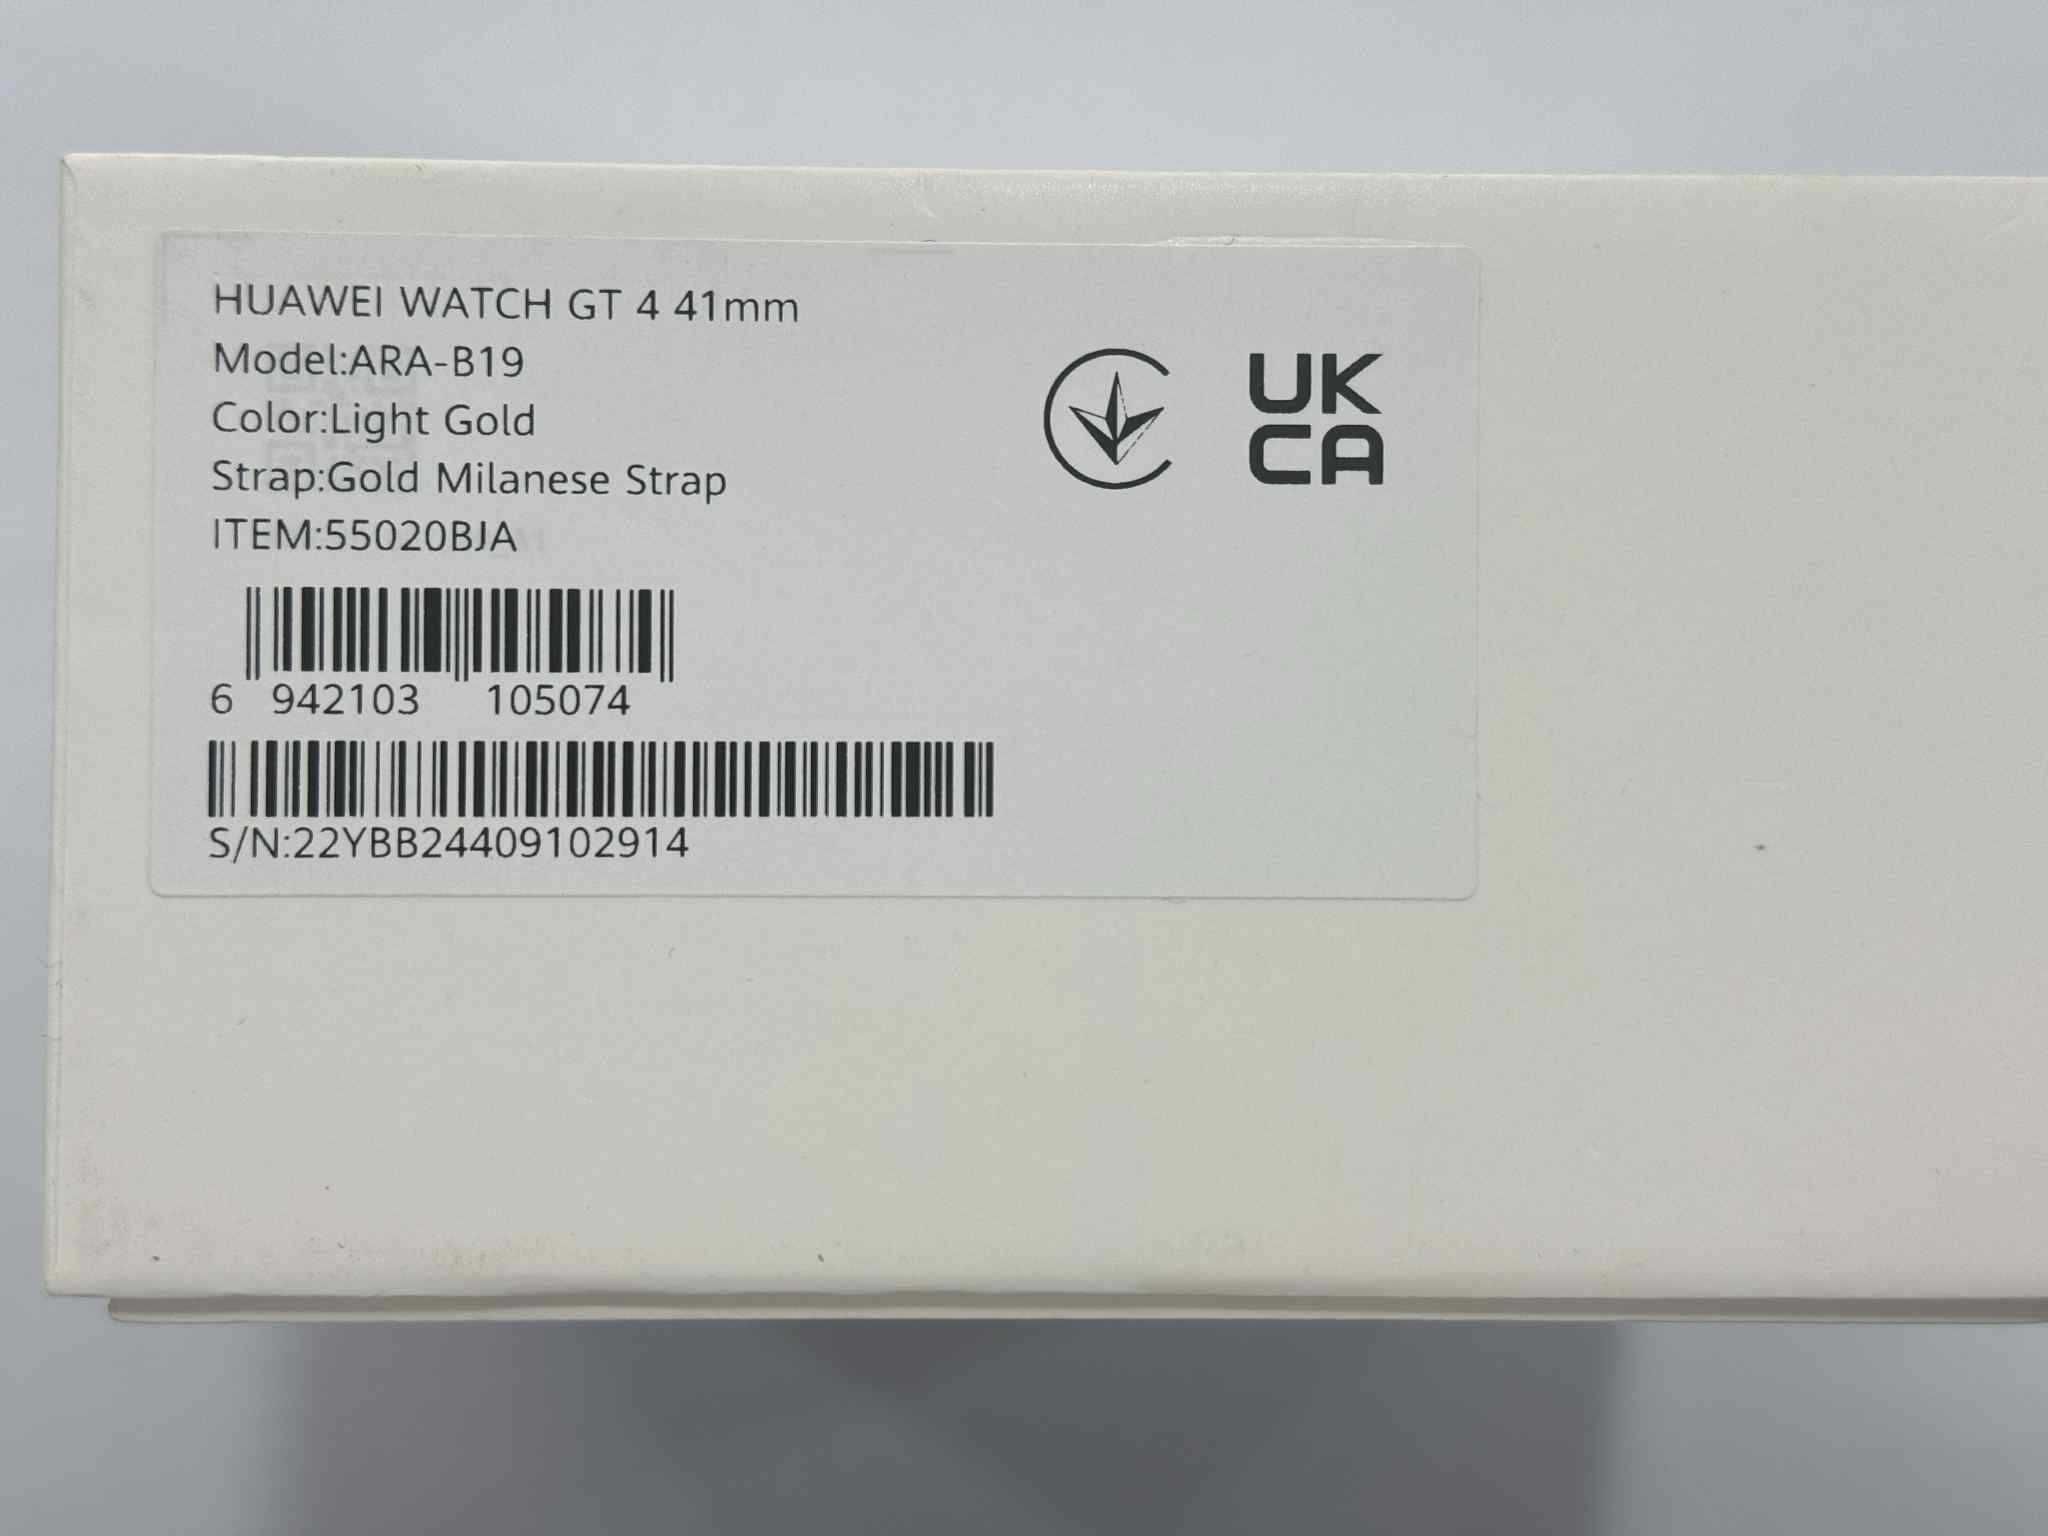 HUAWEI WATCH GT 4 41mm
Model:ARA-B19
Color:Light Gold
Strap:Gold Milanese Strap
ITEM:55020BJA
6 942103 105074
S/N:22YBB24409102914
UK
CA